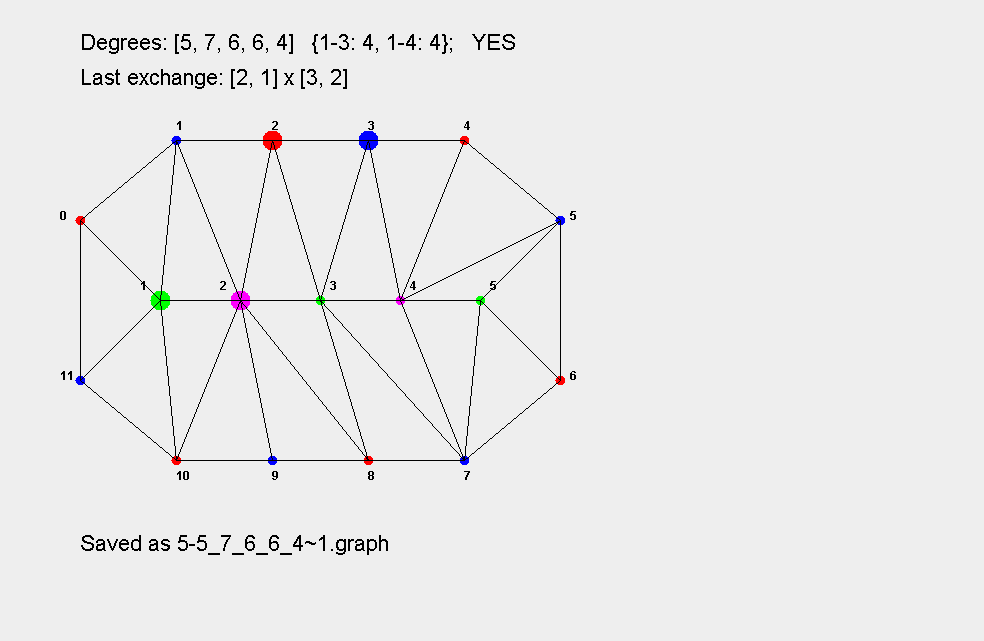 Degrees: [5, 7, 6, 6, 4] {1-3: 4, 1-4: 4}; YES
Last exchange: [2, 1] x [3, 2]
1 2 3 4
0 5
1 2 3 4 5
11 6
10 9 8 7
Saved as 5-5_7_6_6_4~1.graph